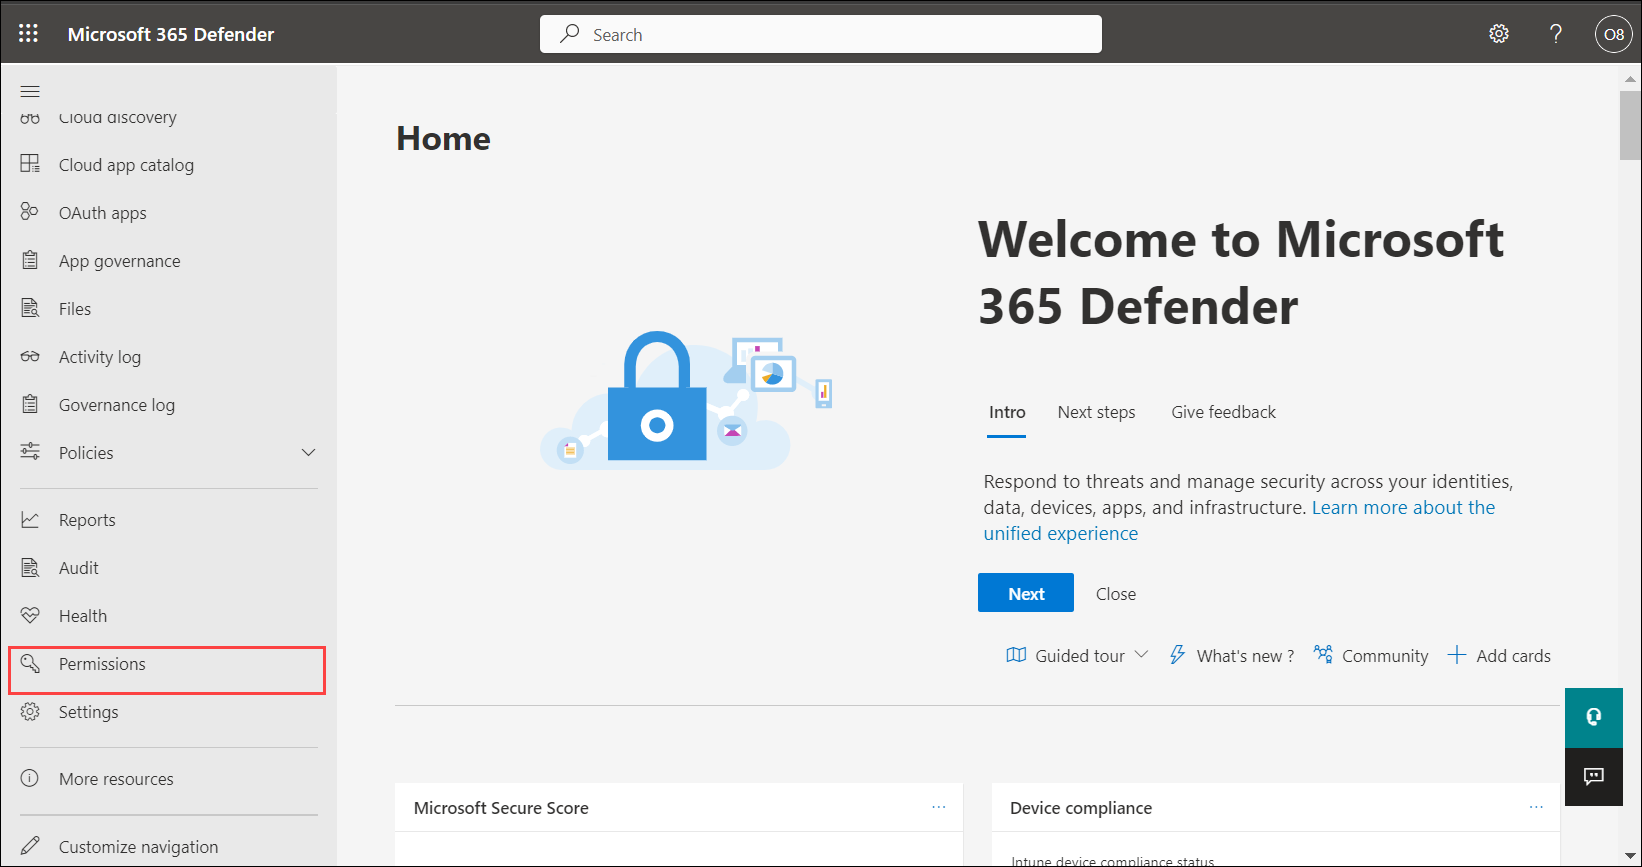 Microsoft 365 Defender
Search
?
O8
Cloud discovery
Cloud app catalog
OAuth apps
App governance
Files
Activity log
Governance log
Policies
Reports
Audit
Health
Permissions
Settings
More resources
Customize navigation
Home
Welcome to Microsoft
365 Defender
Intro Next steps Give feedback
Respond to threats and manage security across your identities,
data, devices, apps, and infrastructure. Learn more about the
unified experience
Next Close
Guided tour What's new ? Community Add cards
Microsoft Secure Score ...
Device compliance ...
Intune device compliance status